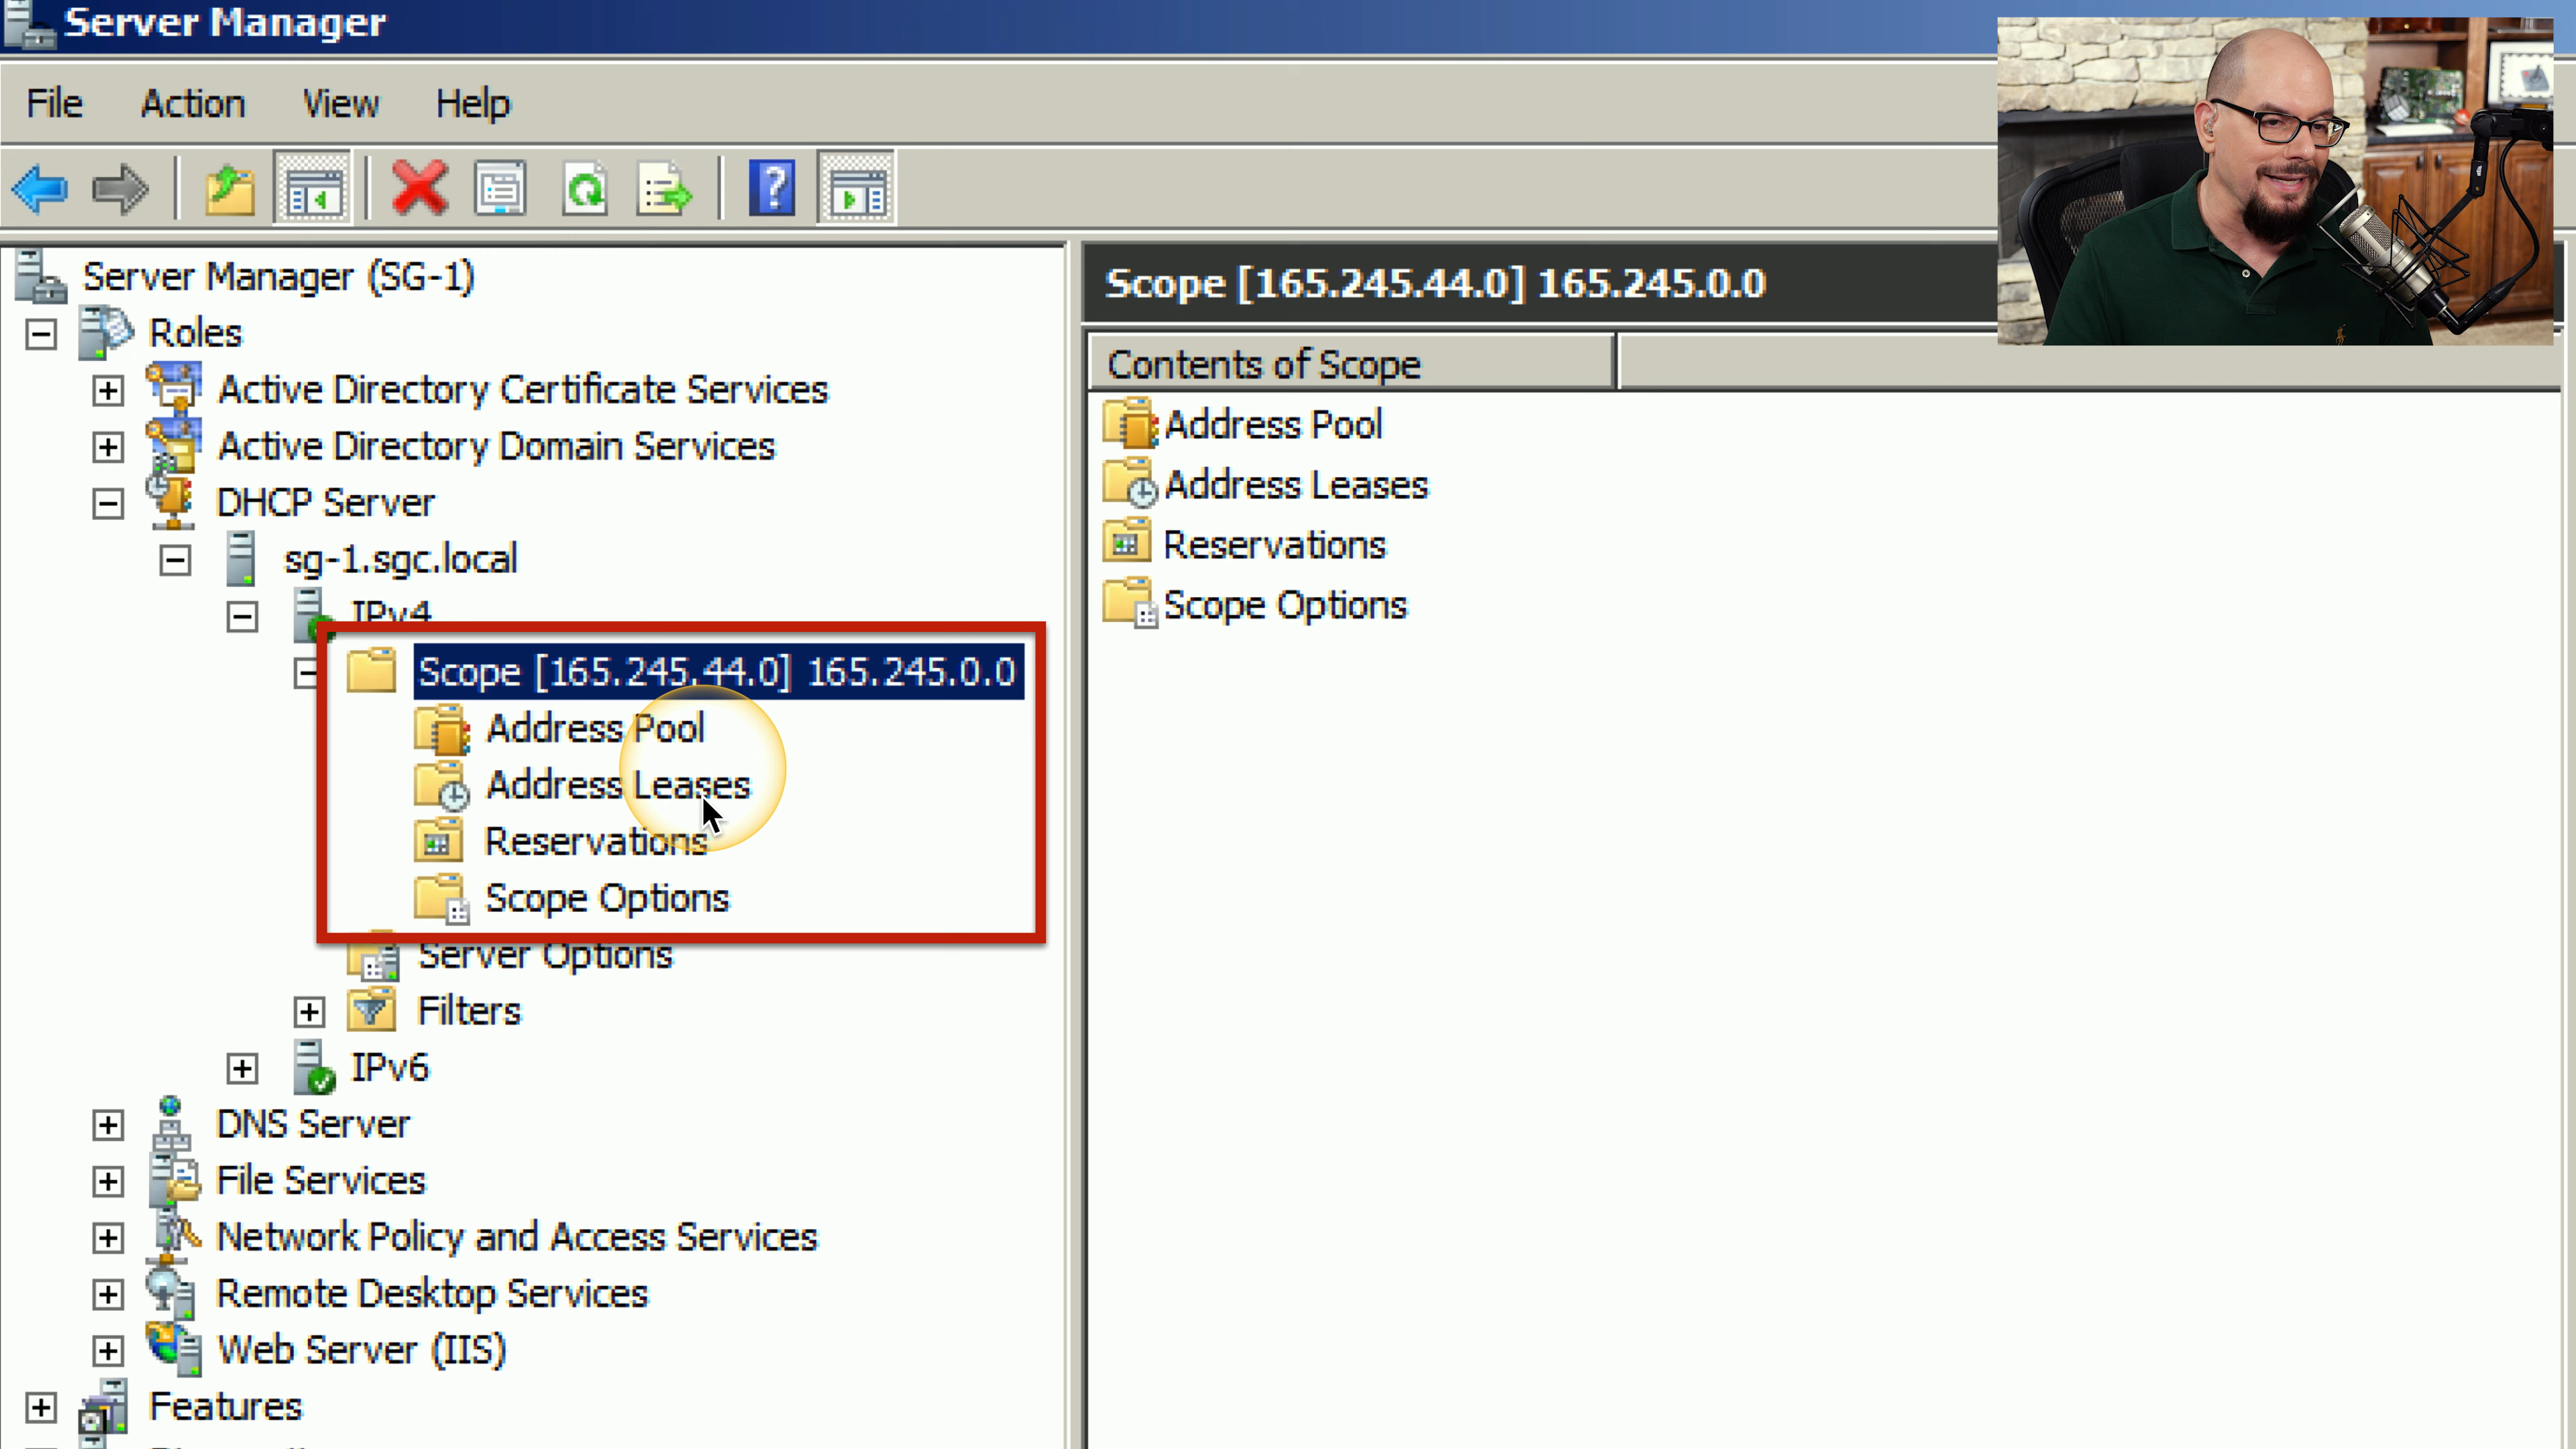 Server Manager
File Action View Help
Server Manager (SG-1)
Roles
Active Directory Certificate Services
Active Directory Domain Services
DHCP Server
sg-1.sgc.local
IPv4
Scope [165.245.44.0] 165.245.0.0
Address Pool
Address Leases
Reservations
Scope Options
Server Options
Filters
IPv6
DNS Server
File Services
Network Policy and Access Services
Remote Desktop Services
Web Server (IIS)
Features
Scope [165.245.44.0] 165.245.0.0
Contents of Scope
Address Pool
Address Leases
Reservations
Scope Options